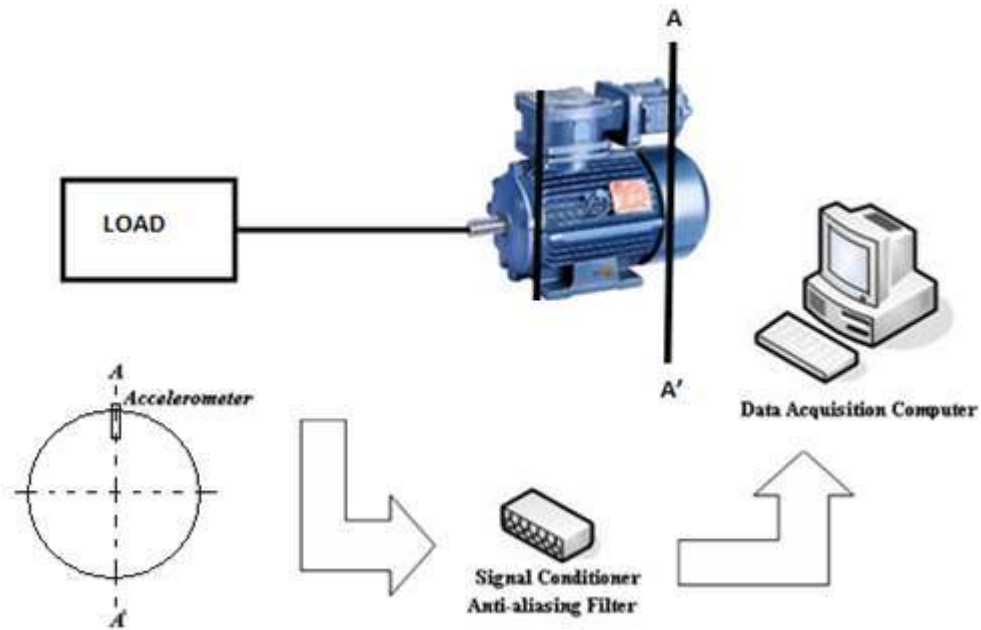 A
LOAD
A'
A
Accelerometer
Data Acquisition Computer
Signal Conditioner
Anti-aliasing Filter
A'